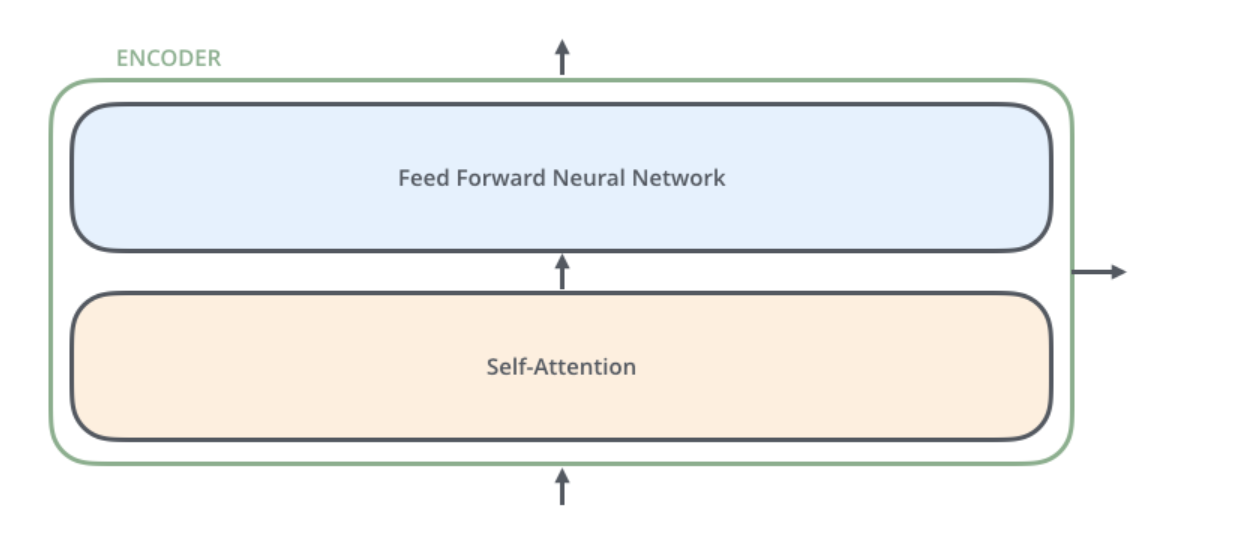 ENCODER
Feed Forward Neural Network
Self-Attention